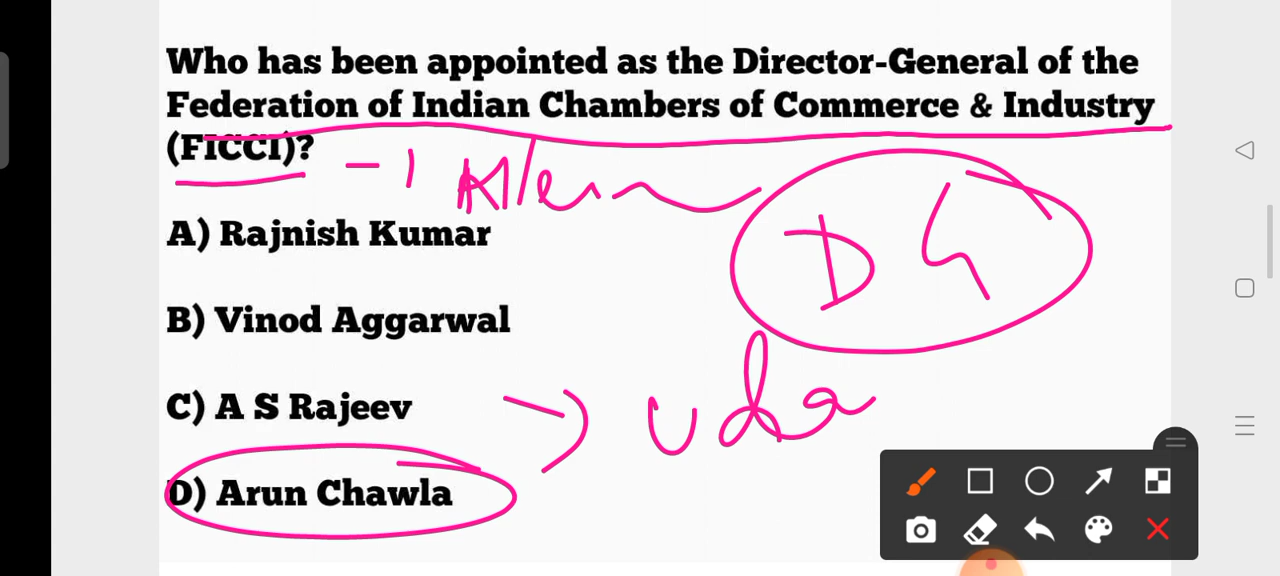 Who has been appointed as the Director-General of the
Federation of Indian Chambers of Commerce & Industry
(FICCI)?
A) Rajnish Kumar
DG
B) Vinod Aggarwal
C) A S Rajeev
D) Arun Chawla